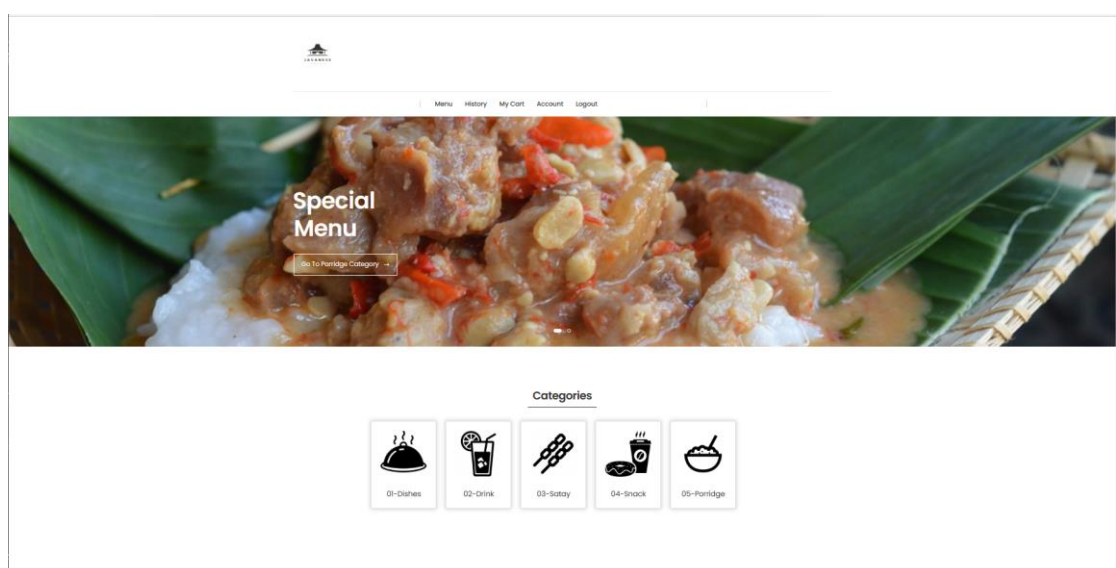 JAVANESE
Menu History My Cart Account Logout
Special
Menu
Go To Porridge Category →
Categories
01-Dishes 02-Drink 03-Satay 04-Snack 05-Porridge